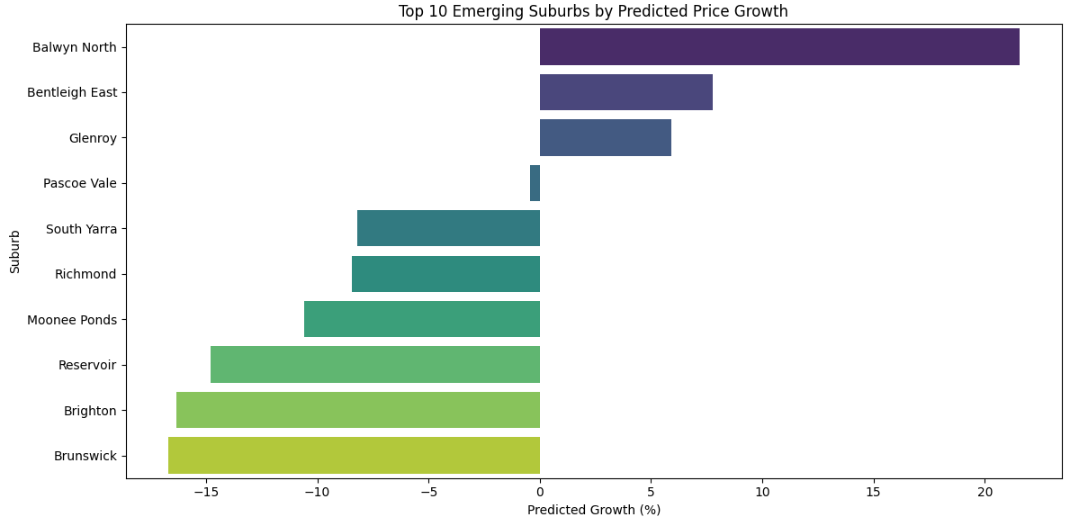 Top 10 Emerging Suburbs by Predicted Price Growth
Suburb
Balwyn North
Bentleigh East
Glenroy
Pascoe Vale
South Yarra
Richmond
Moonee Ponds
Reservoir
Brighton
Brunswick
−15 −10 −5 0 5 10 15 20
Predicted Growth (%)